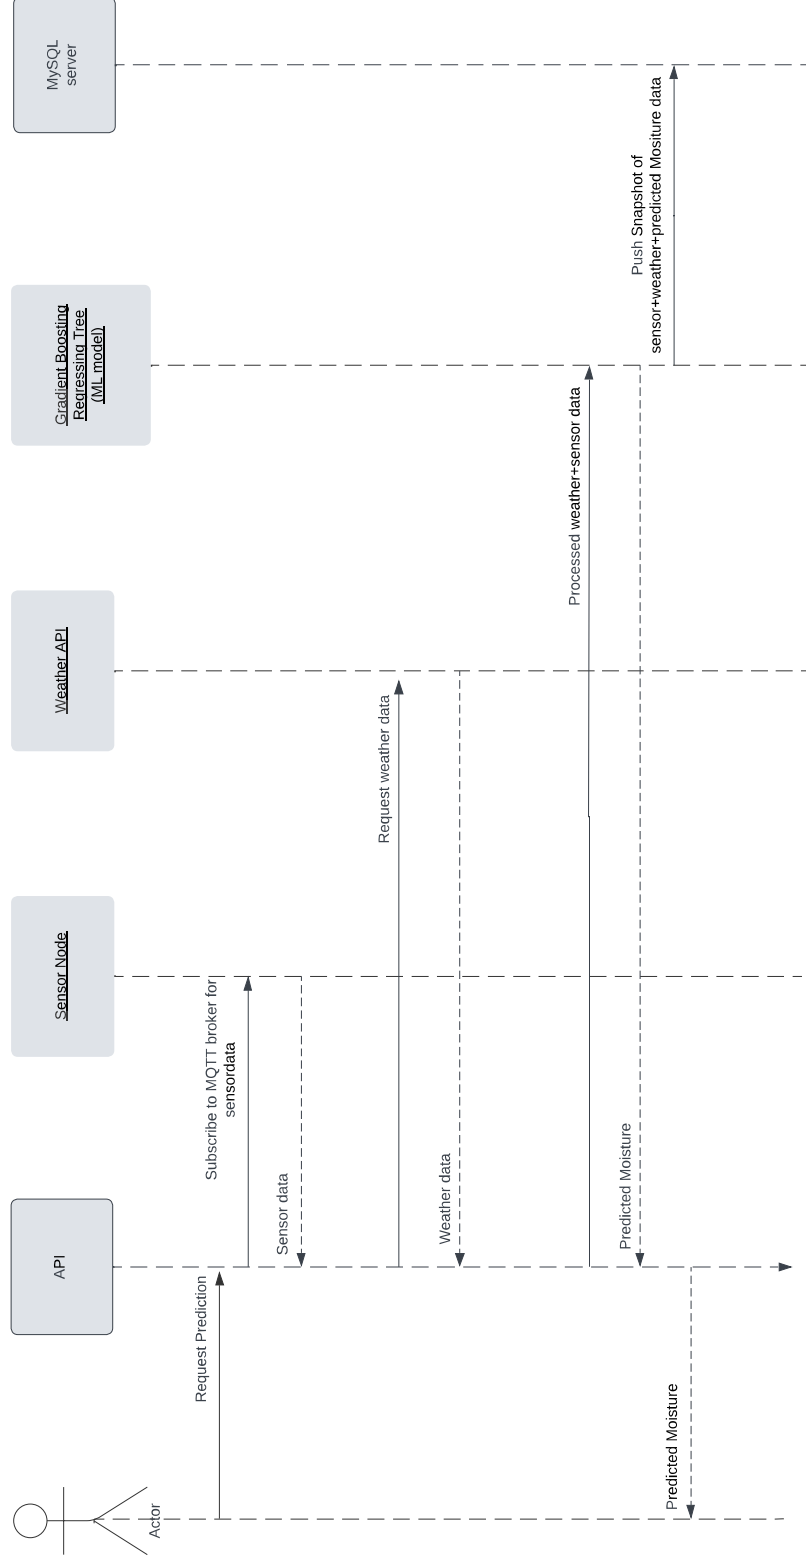 Actor
API
Sensor Node
Weather API
Gradient Boosting
Regressing Tree
(ML model)
MySQL
server
Request Prediction
Subscribe to MQTT broker for
sensordata
Sensor data
Request weather data
Weather data
Processed weather+sensor data
Predicted Moisture
Push Snapshot of
sensor+weather+predicted Mositure data
Predicted Moisture